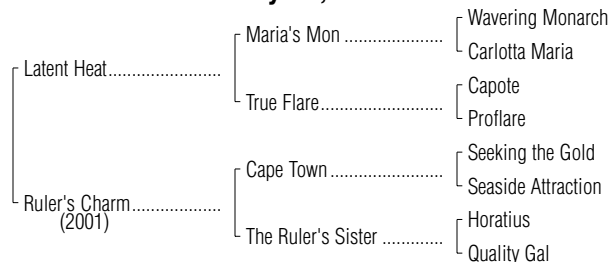 Wavering Monarch
Maria's Mon
Carlotta Maria
Latent Heat
Capote
True Flare
Proflare
Seeking the Gold
Cape Town
Seaside Attraction
Ruler's Charm
(2001)
Horatius
The Ruler's Sister
Quality Gal